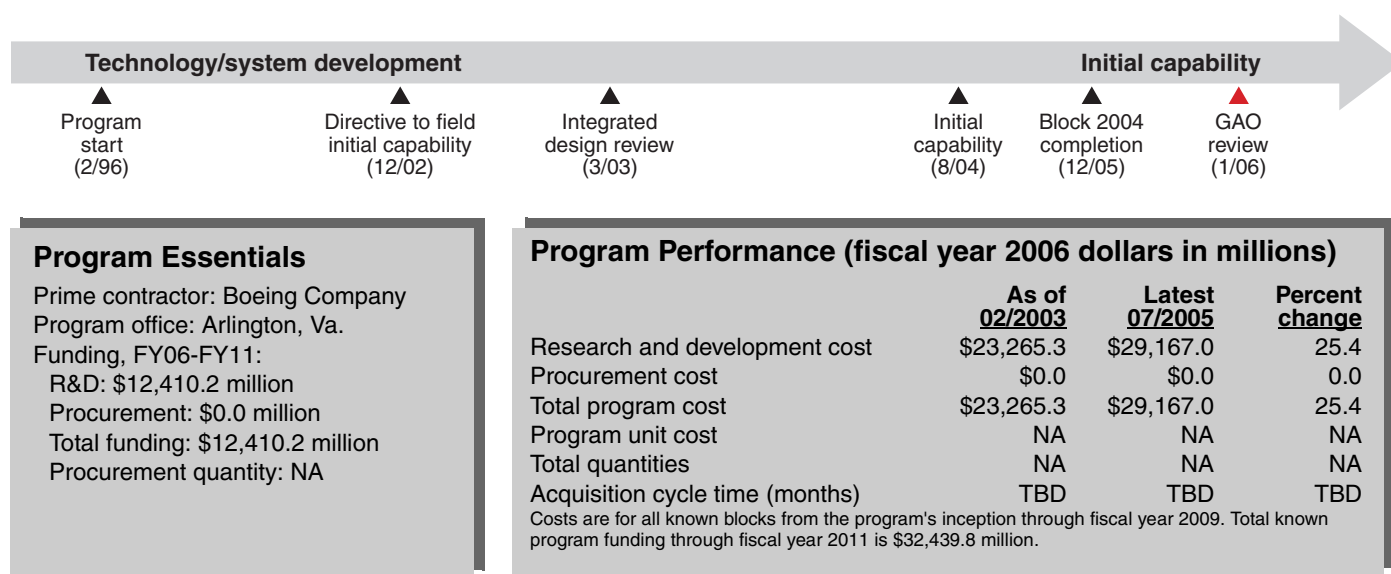 Technology/system development Initial capability
Program start (2/96)
Directive to field initial capability (12/02)
Integrated design review (3/03)
Initial capability (8/04)
Block 2004 completion (12/05)
GAO review (1/06)
Program Essentials
Prime contractor: Boeing Company
Program office: Arlington, Va.
Funding, FY06-FY11:
R&D: $12,410.2 million
Procurement: $0.0 million
Total funding: $12,410.2 million
Procurement quantity: NA
Program Performance (fiscal year 2006 dollars in millions)
As of 02/2003 Latest 07/2005 Percent change
Research and development cost $23,265.3 $29,167.0 25.4
Procurement cost $0.0 $0.0 0.0
Total program cost $23,265.3 $29,167.0 25.4
Program unit cost NA NA NA
Total quantities NA NA NA
Acquisition cycle time (months) TBD TBD TBD
Costs are for all known blocks from the program's inception through fiscal year 2009. Total known
program funding through fiscal year 2011 is $32,439.8 million.